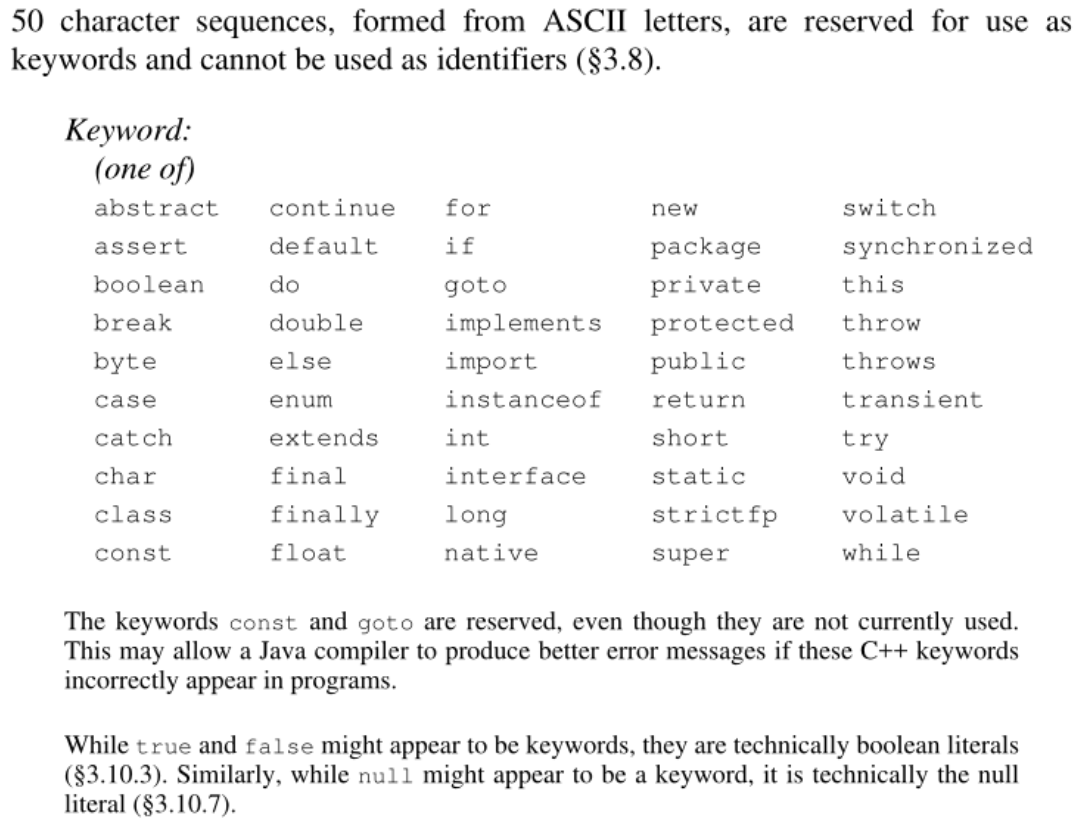 50 character sequences, formed from ASCII letters, are reserved for use as
keywords and cannot be used as identifiers (§3.8).
Keyword:
(one of)
abstract continue for new switch
assert default if package synchronized
boolean do goto private this
break double implements protected throw
byte else import public throws
case enum instanceof return transient
catch extends int short try
char final interface static void
class finally long strictfp volatile
const float native super while
The keywords const and goto are reserved, even though they are not currently used.
This may allow a Java compiler to produce better error messages if these C++ keywords
incorrectly appear in programs.
While true and false might appear to be keywords, they are technically boolean literals
(§3.10.3). Similarly, while null might appear to be a keyword, it is technically the null
literal (§3.10.7).